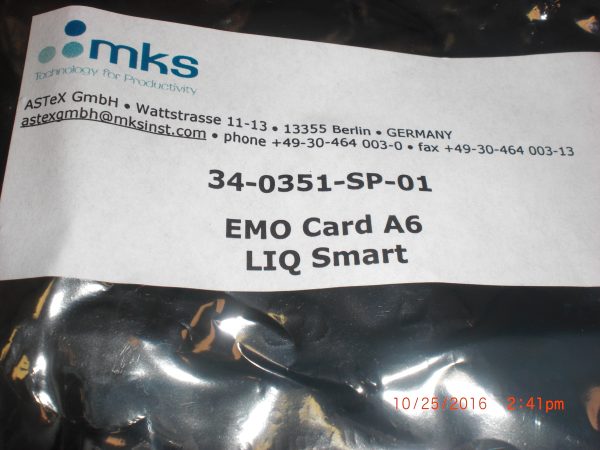 mks
Technology for Productivity
ASTeX GmbH • Wattstrasse 11-13 • 13355 Berlin • GERMANY
astexgmbh@mksinst.com • phone +49-30-464 003-0 • fax +49-30-464 003-13
34-0351-SP-01
EMO Card A6
LIQ Smart
10/25/2016 2:41pm